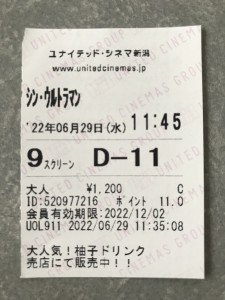 ユナイテッド・シネマ新潟
www.unitedcinemas.jp
シン・ウルトラマン
'22年06月29日(水) 11:45
9スクリーン D-11
大人 ¥1,200 C
ID:520977216 ポイント 11.0
会員有効期限:2022/12/02
UOL911 2022/06/29 11:35:08
大人気!柚子ドリンク
売店にて販売中!!